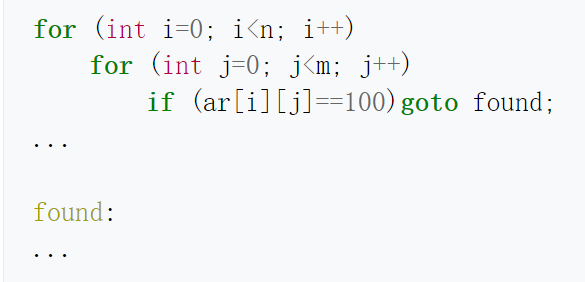 for (int i=0; i<n; i++)
    for (int j=0; j<m; j++)
        if (ar[i][j]==100)goto found;
...
found:
...